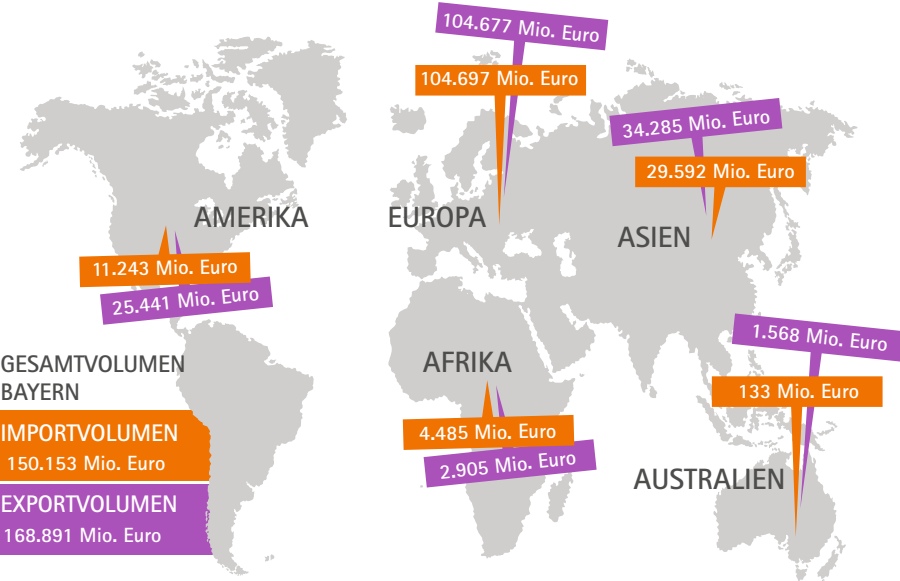 104.677 Mio. Euro
104.697 Mio. Euro
34.285 Mio. Euro
29.592 Mio. Euro
AMERIKA
EUROPA
ASIEN
11.243 Mio. Euro
25.441 Mio. Euro
1.568 Mio. Euro
GESAMTVOLUMEN
BAYERN
AFRIKA
133 Mio. Euro
IMPORTVOLUMEN
150.153 Mio. Euro
4.485 Mio. Euro
2.905 Mio. Euro
AUSTRALIEN
EXPORTVOLUMEN
168.891 Mio. Euro